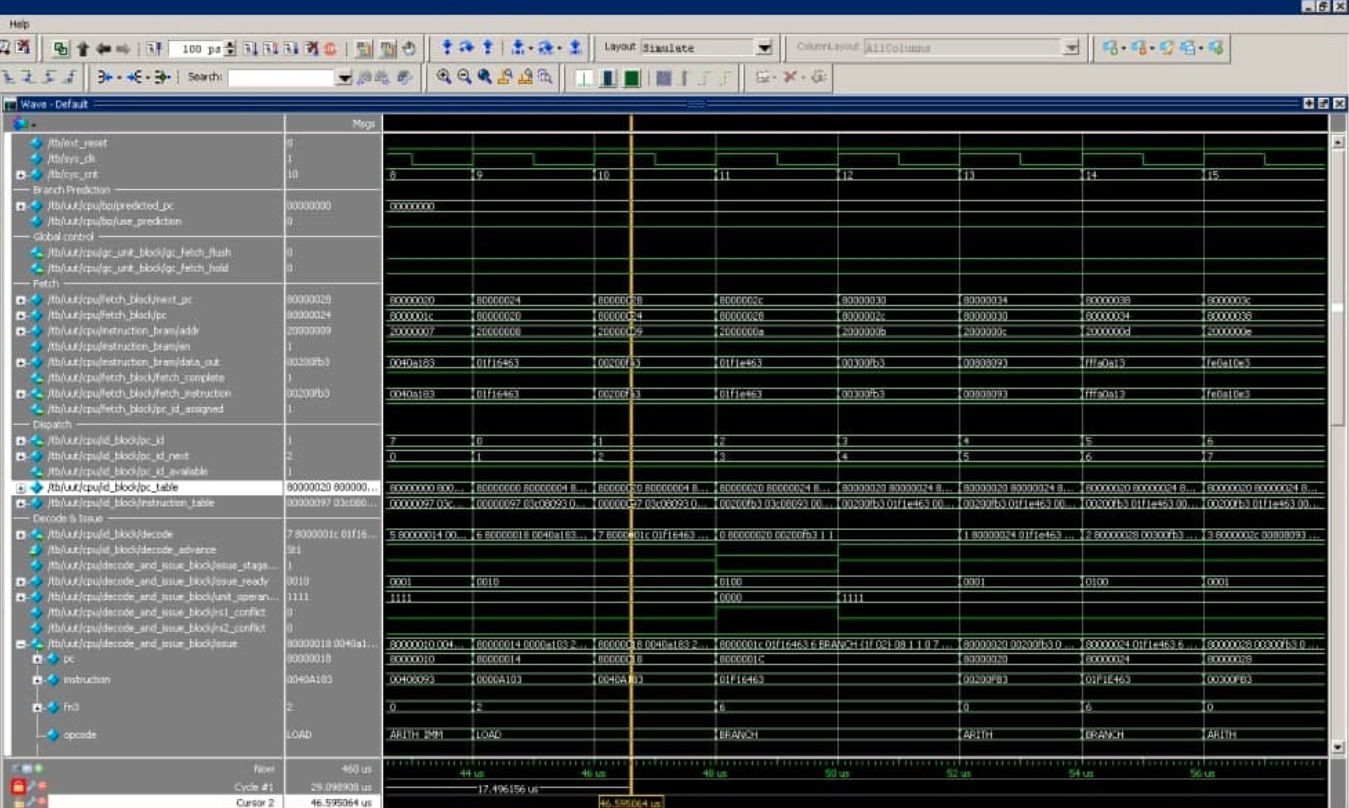 Help
100 ps
Layout Simulate
ColumnLayout AllColumns
Search:
Wave - Default
Msgs
/tb/ext_reset 0
/tb/sys_clk 1
/tb/cyc_cnt 10 8 9 10 11 12 13 14 15
Branch Prediction
/tb/uut/cpu/bp/predicted_pc 00000000 00000000
/tb/uut/cpu/bp/use_prediction 0
Global control
/tb/uut/cpu/gc_unit_block/gc_fetch_flush 0
/tb/uut/cpu/gc_unit_block/gc_fetch_hold 0
Fetch
/tb/uut/cpu/fetch_block/next_pc 80000028 80000020 80000024 80000028 8000002c 80000030 80000034 80000038 8000003c
/tb/uut/cpu/fetch_block/pc 80000024 8000001c 80000020 80000024 80000028 8000002c 80000030 80000034 80000038
/tb/uut/cpu/instruction_bram/addr 20000009 20000007 20000008 20000009 2000000a 2000000b 2000000c 2000000d 2000000e
/tb/uut/cpu/instruction_bram/en 1
/tb/uut/cpu/instruction_bram/data_out 00200fb3 0040a183 01f16463 00200fb3 01f1e463 00300fb3 00808093 fffa0a13 fe0a10e3
/tb/uut/cpu/fetch_block/fetch_complete 1
/tb/uut/cpu/fetch_block/fetch_instruction 00200fb3 0040a183 01f16463 00200fb3 01f1e463 00300fb3 00808093 fffa0a13 fe0a10e3
/tb/uut/cpu/fetch_block/pc_id_assigned 1
Dispatch
/tb/uut/cpu/id_block/pc_id 1 7 0 1 2 3 4 5 6
/tb/uut/cpu/id_block/pc_id_next 2 0 1 2 3 4 5 6 7
/tb/uut/cpu/id_block/pc_id_available 1
/tb/uut/cpu/id_block/pc_table 80000020 800000... 80000000 800... 80000000 80000004 8... 80000020 80000004 8... 80000020 80000024 8... 80000020 80000024 8... 80000020 80000024 8... 80000020 80000024 8... 80000020 80000024 8...
/tb/uut/cpu/id_block/instruction_table 00000097 03c080... 00000097 03c... 00000097 03c08093 0... 00000097 03c08093 0... 00200fb3 03c08093 00... 00200fb3 01f1e463 00... 00200fb3 01f1e463 00... 00200fb3 01f1e463 00... 00200fb3 01f1e463 00...
Decode & Issue
/tb/uut/cpu/id_block/decode 7 8000001c 01f16... 5 80000014 00... 6 80000018 0040a183... 7 8000001c 01f16463 ... 0 80000020 00200fb3 1 1 1 80000024 01f1e463 ... 2 80000028 00300fb3 ... 3 8000002c 00808093 ...
/tb/uut/cpu/id_block/decode_advance St1
/tb/uut/cpu/decode_and_issue_block/issue_stage... 1
/tb/uut/cpu/decode_and_issue_block/issue_ready 0010 0001 0010 0100 0001 0100 0001
/tb/uut/cpu/decode_and_issue_block/unit_operan... 1111 1111 0000 1111
/tb/uut/cpu/decode_and_issue_block/rs1_conflict 0
/tb/uut/cpu/decode_and_issue_block/rs2_conflict 0
/tb/uut/cpu/decode_and_issue_block/issue 80000018 0040a1... 80000010 004... 80000014 0000a103 2... 80000018 0040a183 2... 8000001c 01f16463 6 BRANCH {1f 02} 08 1 1 0 7 ... 80000020 00200fb3 0 ... 80000024 01f1e463 6 ... 80000028 00300fb3 0 ...
pc 80000018 80000010 80000014 80000018 8000001C 80000020 80000024 80000028
instruction 0040A183 00408093 0000A103 0040A183 01F16463 00200FB3 01F1E463 00300FB3
fn3 2 0 2 6 0 6 0
opcode LOAD ARITH_IMM LOAD BRANCH ARITH BRANCH ARITH
Now 460 us 44 us 46 us 48 us 50 us 52 us 54 us 56 us
Cycle #1 29.098908 us 17.496156 us
Cursor 2 46.595064 us 46.595064 us